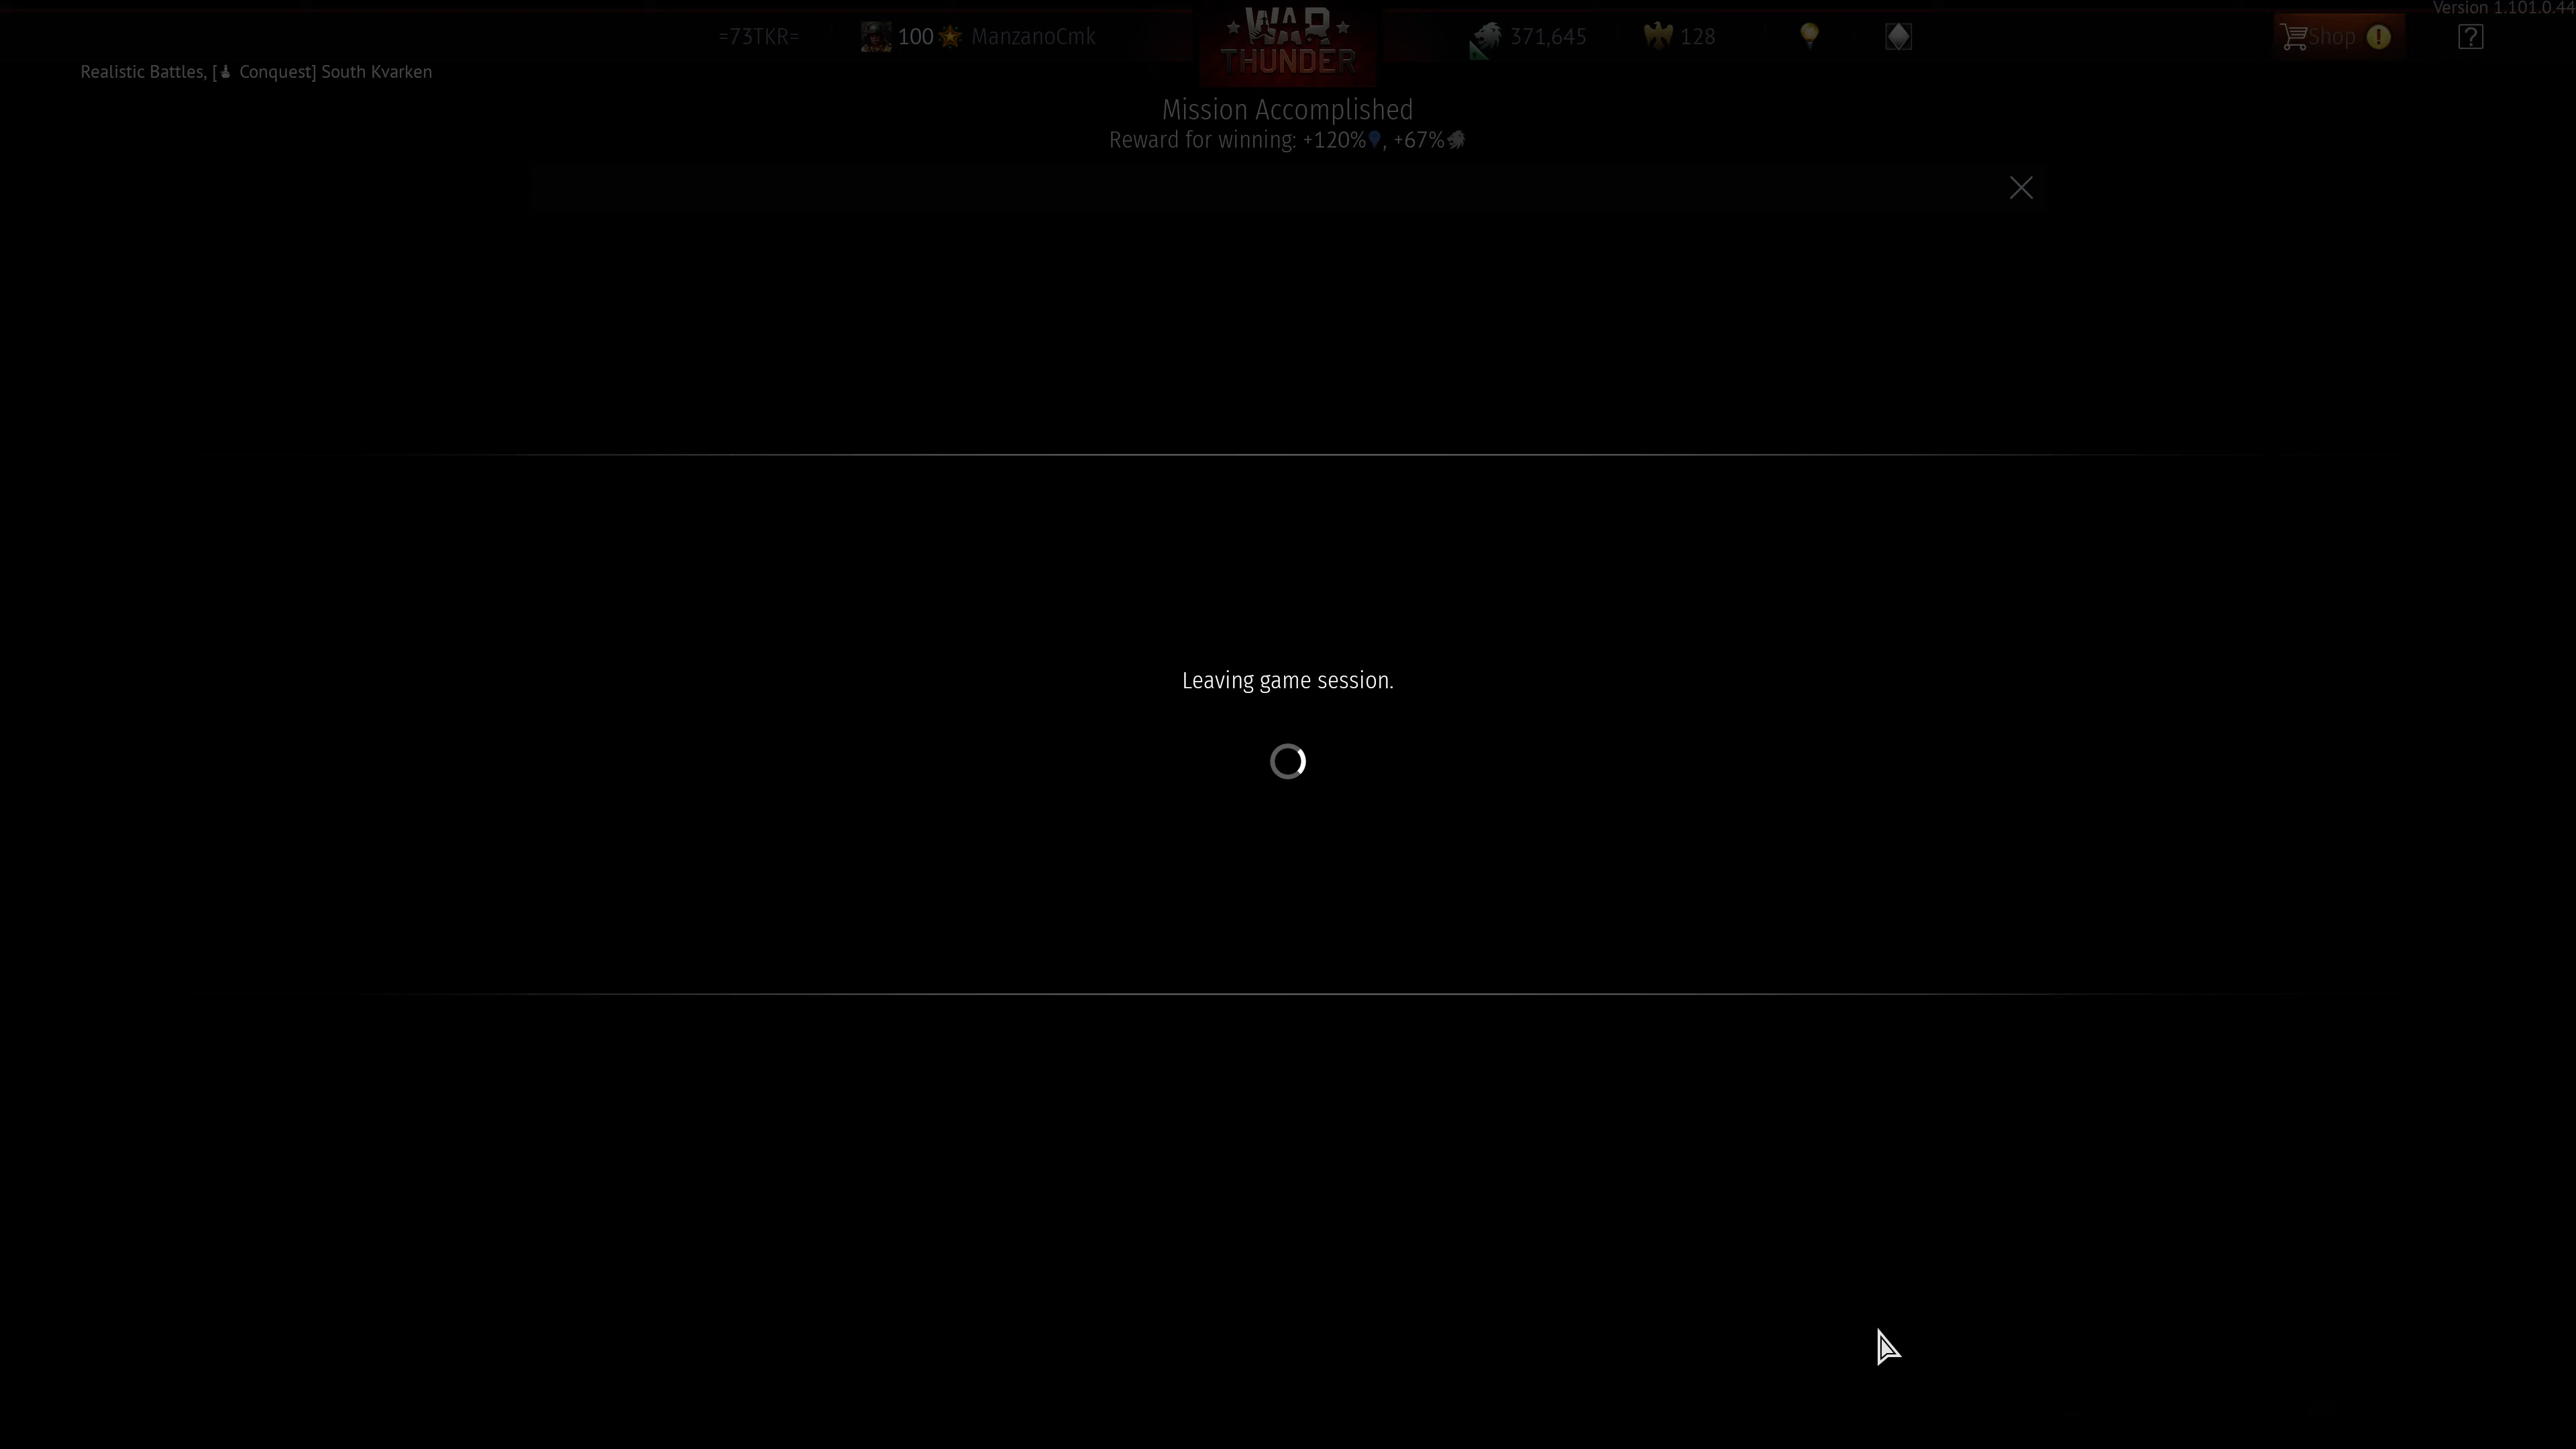 Version 1.101.0.44
=73TKR= 100 ManzanoCmk WAR THUNDER 371,645 128 Shop ! ?
Realistic Battles, [ Conquest] South Kvarken
Mission Accomplished
Reward for winning: +120%, +67%
Leaving game session.